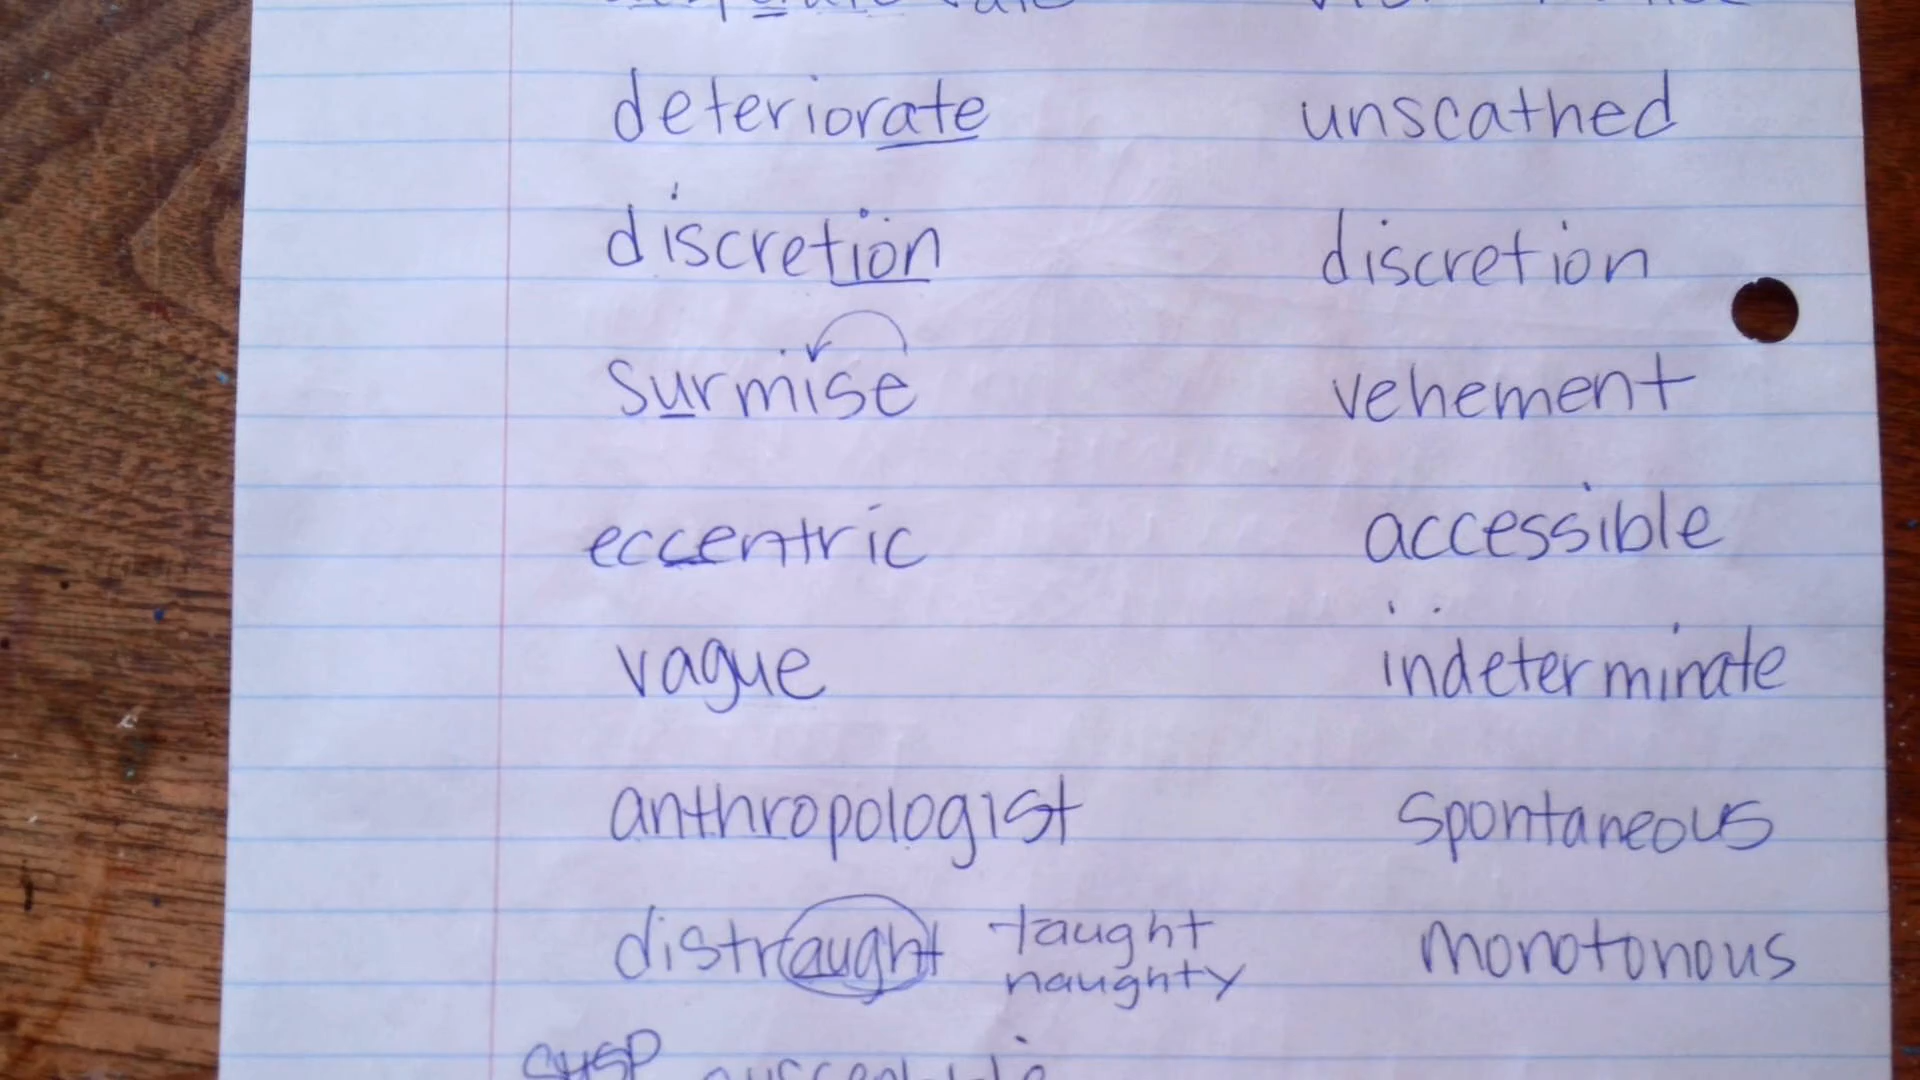 deteriorate unscathed
discretion discretion
surmise vehement
eccentric accessible
vague indeterminate
anthropologist spontaneous
distraught taught monotonous
naughty